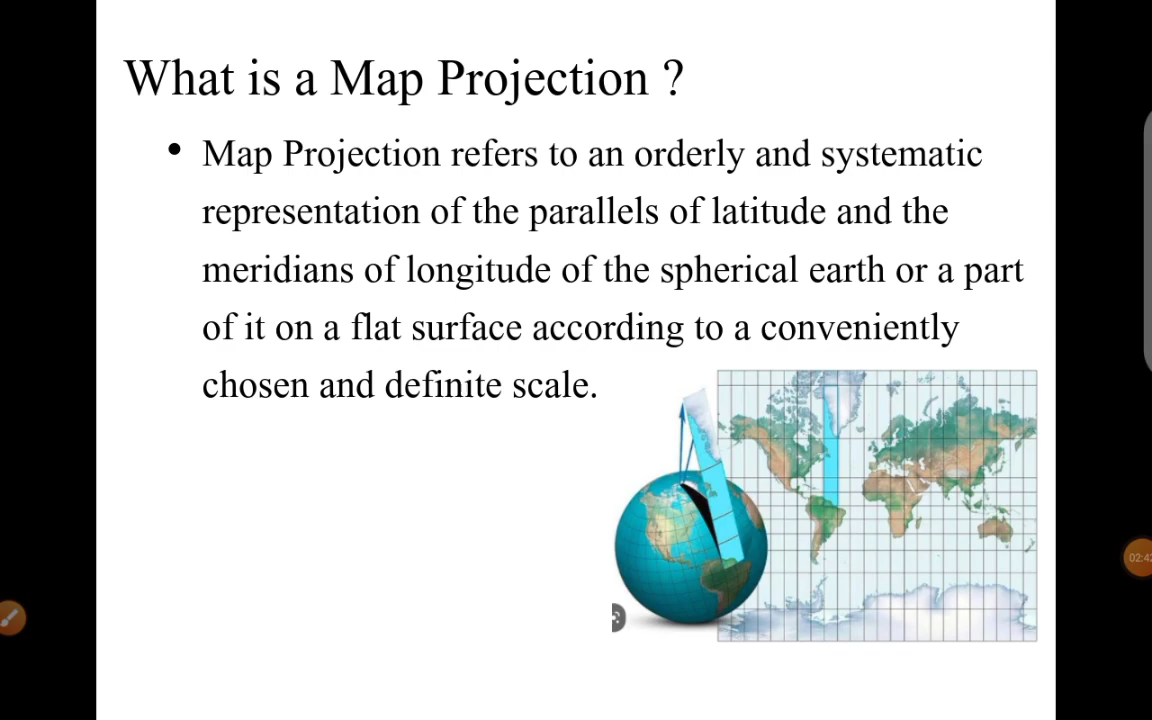 What is a Map Projection ?
• Map Projection refers to an orderly and systematic
representation of the parallels of latitude and the
meridians of longitude of the spherical earth or a part
of it on a flat surface according to a conveniently
chosen and definite scale.
02:42